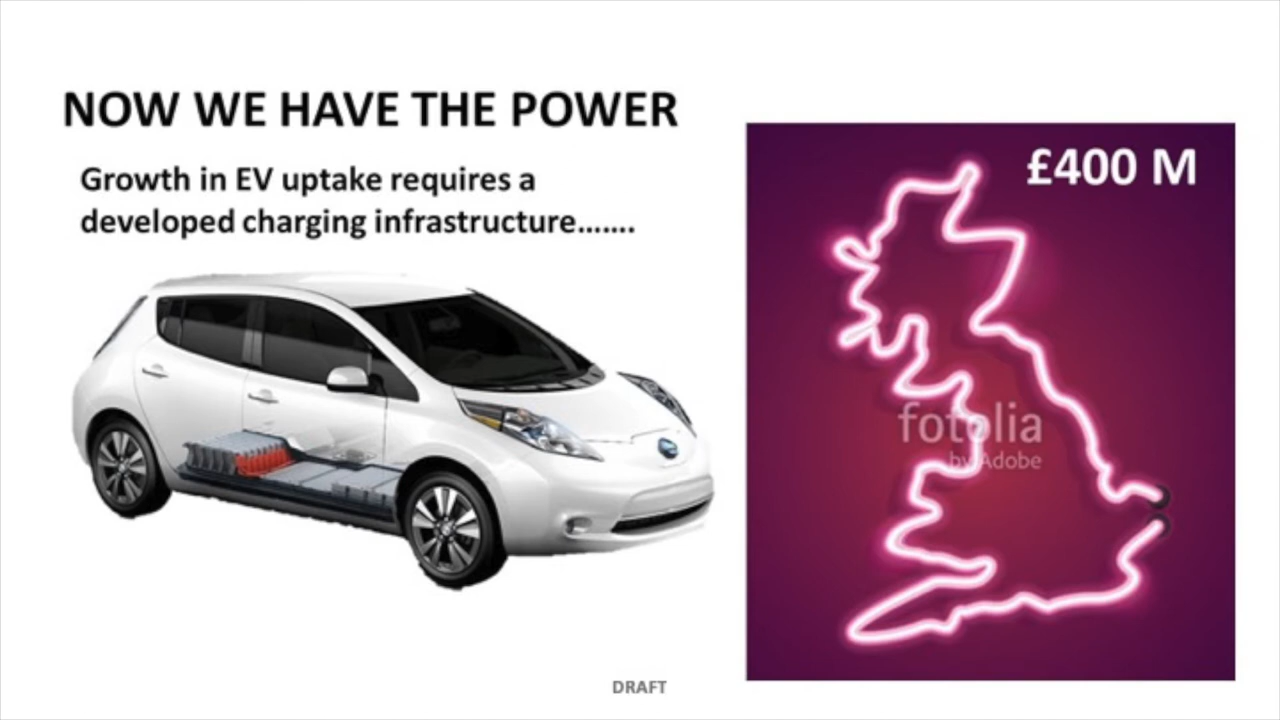 NOW WE HAVE THE POWER
Growth in EV uptake requires a
developed charging infrastructure.......
£400 M
fotolia
by Adobe
DRAFT